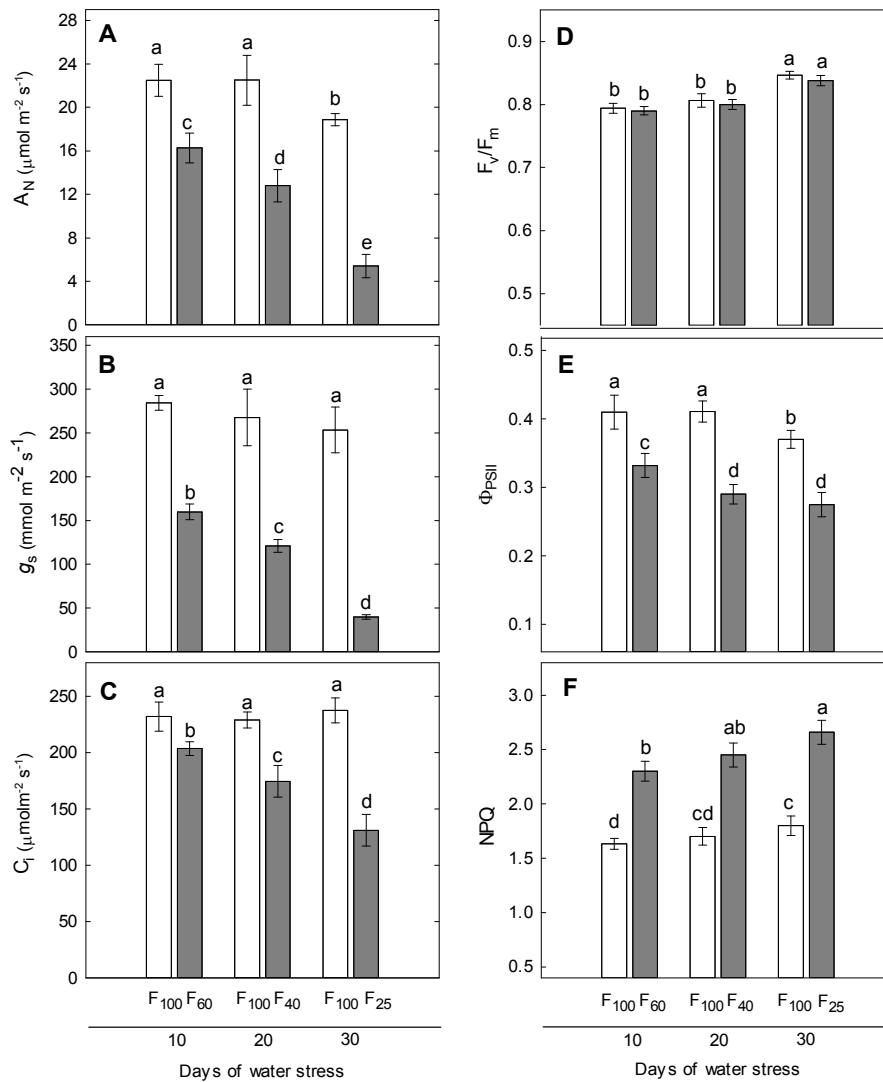 A
A_N (μmol m⁻² s⁻¹)
28
24
20
16
12
8
4
0
a
c
a
d
b
e
B
g_s (mmol m⁻² s⁻¹)
350
300
250
200
150
100
50
0
a
b
a
c
a
d
C
C_i (μmolm⁻² s⁻¹)
250
200
150
100
50
0
a
b
a
c
a
d
F₁₀₀ F₆₀ F₁₀₀ F₄₀ F₁₀₀ F₂₅
10 20 30
Days of water stress
D
F_v/F_m
0.9
0.8
0.7
0.6
0.5
b b
b b
a a
E
Φ_PSII
0.5
0.4
0.3
0.2
0.1
a
c
a
d
b
d
F
NPQ
3.0
2.5
2.0
1.5
1.0
0.5
d
b
cd
ab
c
a
F₁₀₀ F₆₀ F₁₀₀ F₄₀ F₁₀₀ F₂₅
10 20 30
Days of water stress